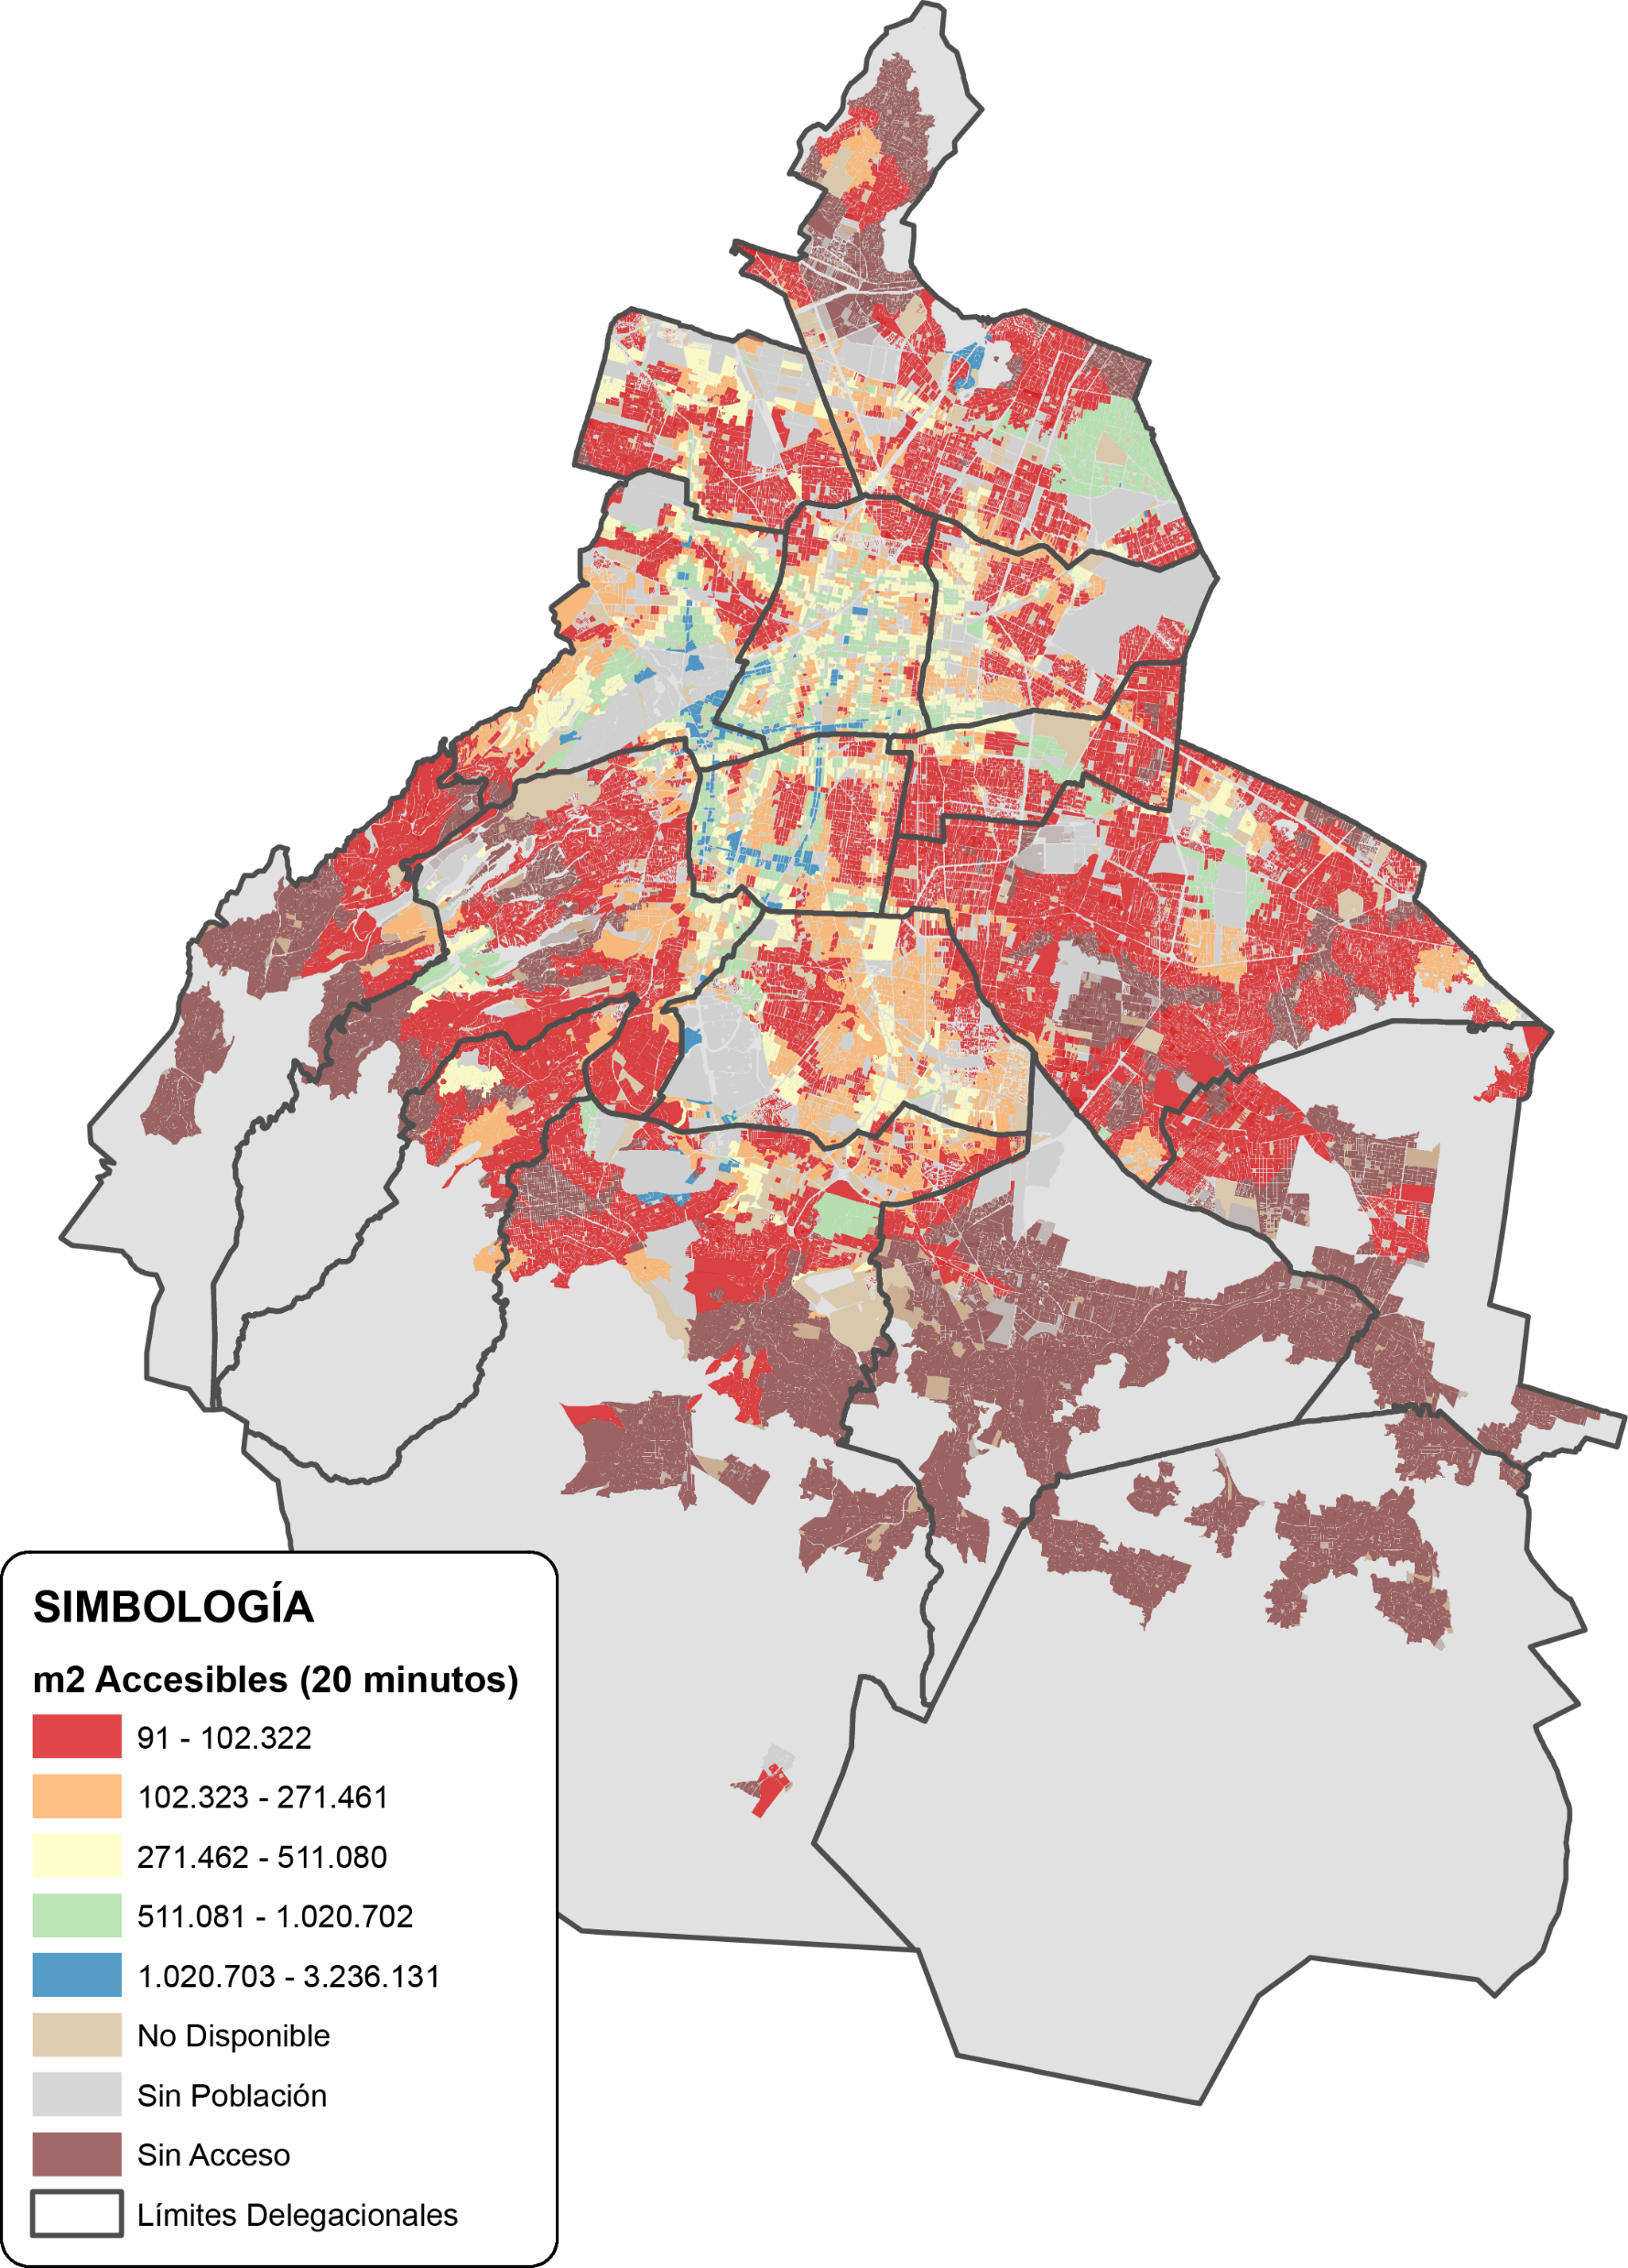 SIMBOLOGÍA
m2 Accesibles (20 minutos)
91 - 102.322
102.323 - 271.461
271.462 - 511.080
511.081 - 1.020.702
1.020.703 - 3.236.131
No Disponible
Sin Población
Sin Acceso
Límites Delegacionales